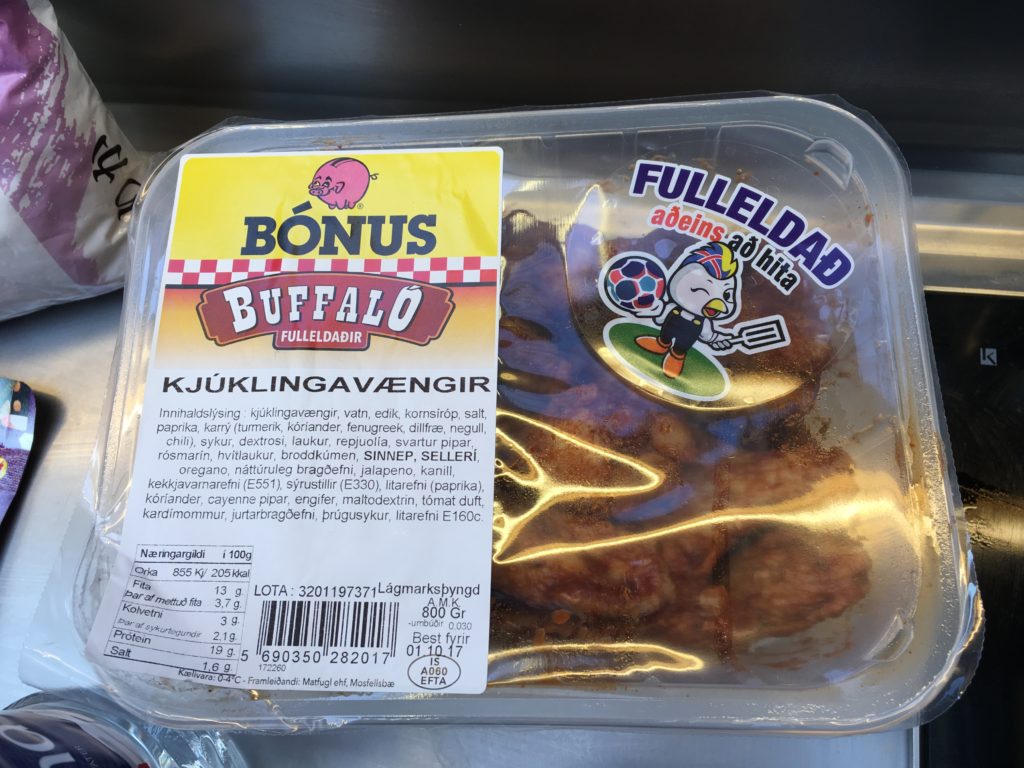 BÓNUS
BUFFALÓ
FULLELDAÐIR
KJÚKLINGAVÆNGIR
Innihaldslýsing : kjúklingavængir, vatn, edik, kornsíróp, salt,
paprika, karrý (turmerik, kóríander, fenugreek, dillfræ, negull,
chili), sykur, dextrosi, laukur, repjuolía, svartur pipar,
rósmarín, hvítlaukur, broddkúmen, SINNEP, SELLERÍ,
oregano, náttúruleg bragðefni, jalapeno, kanill,
kekkjavarnarefni (E551), sýrustillir (E330), litarefni (paprika),
kóríander, cayenne pipar, engifer, maltodextrin, tómat duft,
kardímommur, jurtarbragðefni, þrúgusykur, litarefni E160c.
Næringargildi í 100g
Orka 855 Kj/ 205 kkal
Fita 13 g.
Þar af mettuð fita 3,7 g.
Kolvetni 3 g.
Þar af sykurtegundir 2,1 g.
Prótein 19 g.
Salt 1,6 g.
LOTA : 3201197371
Lágmarksþyngd
A.M.K.
800 Gr
-umbúðir 0.030
Best fyrir
01.10.17
5 690350 282017
172260
IS
A060
EFTA
Kælivara: 0-4°C - Framleiðandi: Matfugl ehf, Mosfellsbæ
FULLELDAÐ
aðeins að hita
K